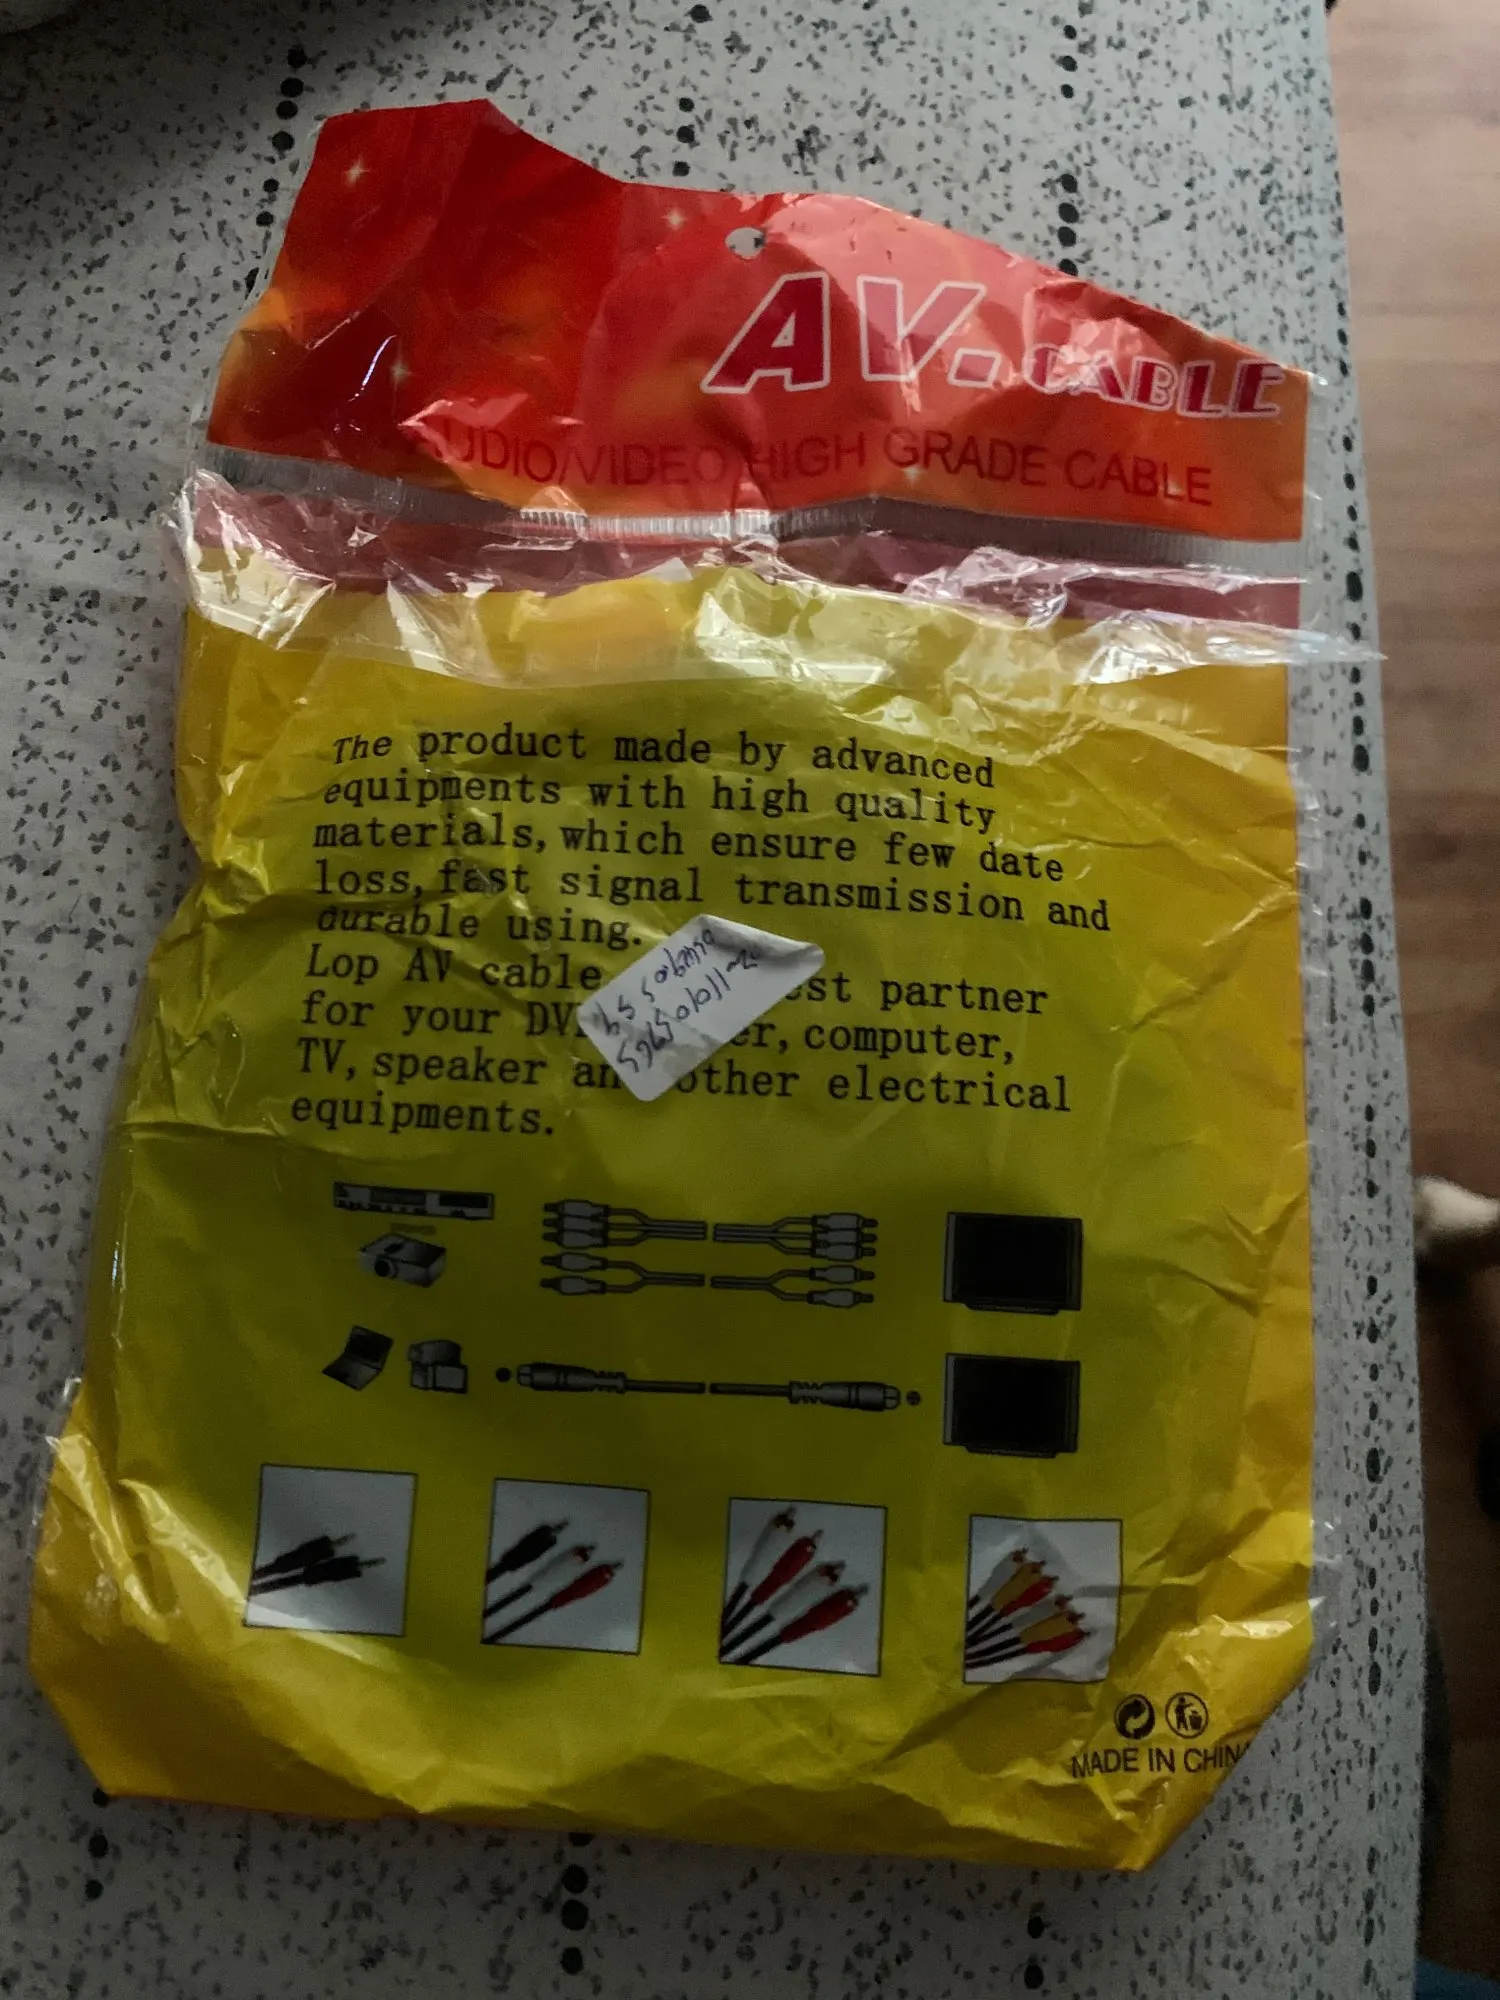 AV. CABLE
AUDIO/VIDEO HIGH GRADE CABLE
The product made by advanced
equipments with high quality
materials, which ensure few date
loss, fast signal transmission and
durable using.
Lop AV cable est partner
for your DV er, computer,
TV, speaker an other electrical
equipments.
MADE IN CHINA